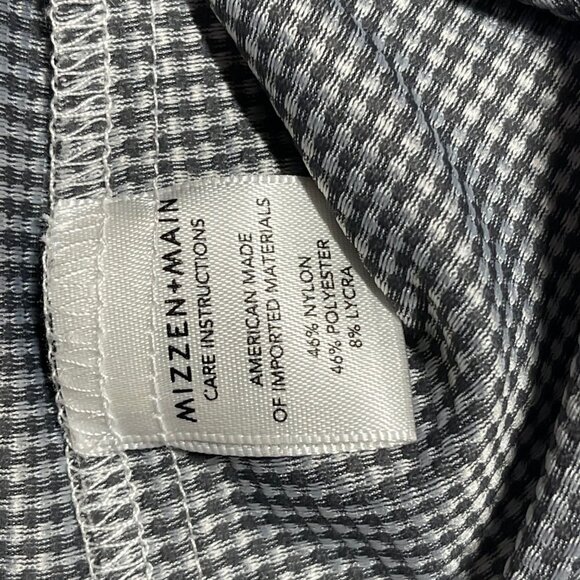 MIZZEN+MAIN
CARE INSTRUCTIONS
AMERICAN MADE
OF IMPORTED MATERIALS
46% NYLON
46% POLYESTER
8% LYCRA